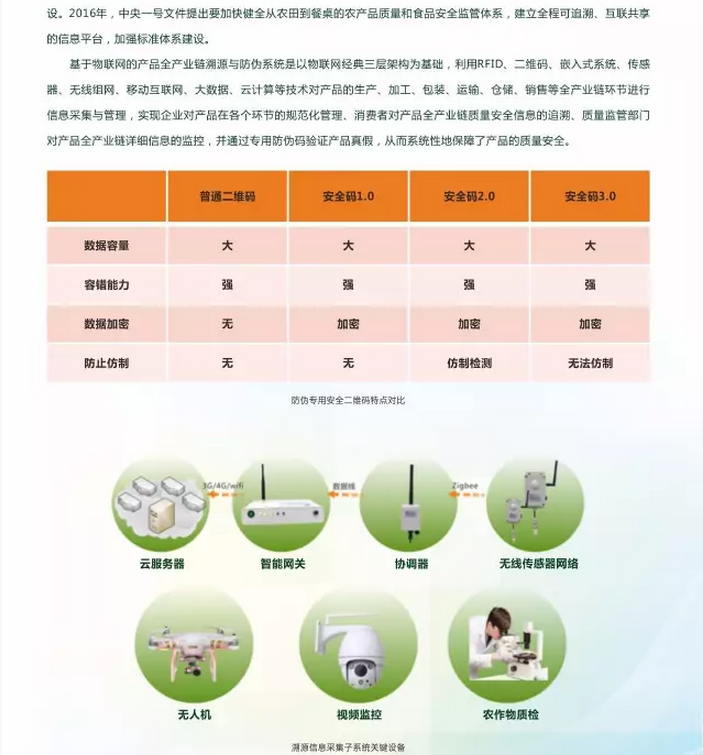 设。2016年，中央一号文件提出要加快健全从农田到餐桌的农产品质量和食品安全监管体系，建立全程可追溯、互联共享
的信息平台，加强标准体系建设。
基于物联网的产品全产业链溯源与防伪系统是以物联网经典三层架构为基础，利用RFID、二维码、嵌入式系统、传感
器、无线组网、移动互联网、大数据、云计算等技术对产品的生产、加工、包装、运输、仓储、销售等全产业链环节进行
信息采集与管理，实现企业对产品在各个环节的规范化管理、消费者对产品全产业链质量安全信息的追溯、质量监管部门
对产品全产业链详细信息的监控，并通过专用防伪码验证产品真假，从而系统性地保障了产品的质量安全。
普通二维码 安全码1.0 安全码2.0 安全码3.0
数据容量 大 大 大 大
容错能力 强 强 强 强
数据加密 无 加密 加密 加密
防止仿制 无 无 仿制检测 无法仿制
防伪专用安全二维码特点对比
3G/4G/wifi 数据线 Zigbee
云服务器 智能网关 协调器 无线传感器网络
无人机 视频监控 农作物质检
溯源信息采集子系统关键设备